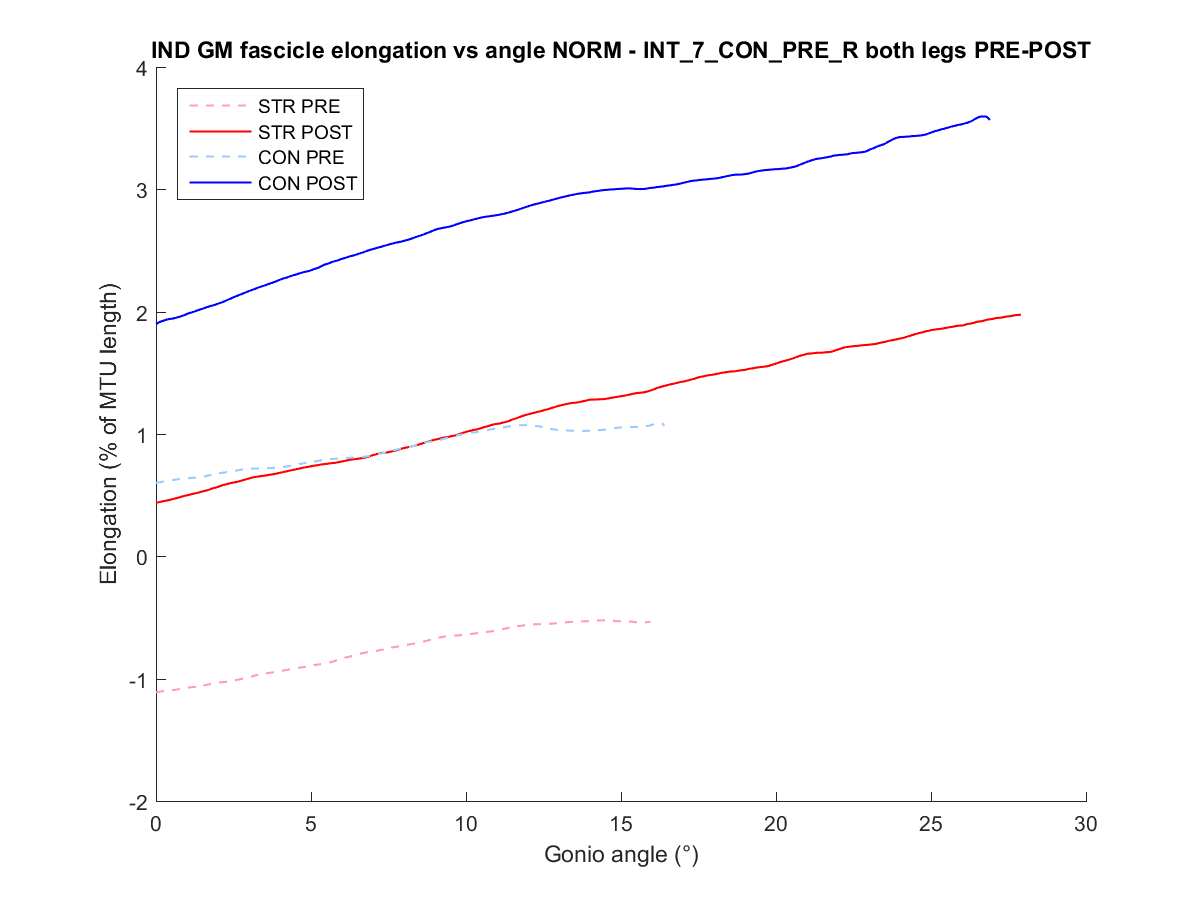 IND GM fascicle elongation vs angle NORM - INT_7_CON_PRE_R both legs PRE-POST
4
3
2
1
0
-1
-2
Elongation (% of MTU length)
STR PRE
STR POST
CON PRE
CON POST
0 5 10 15 20 25 30
Gonio angle (°)